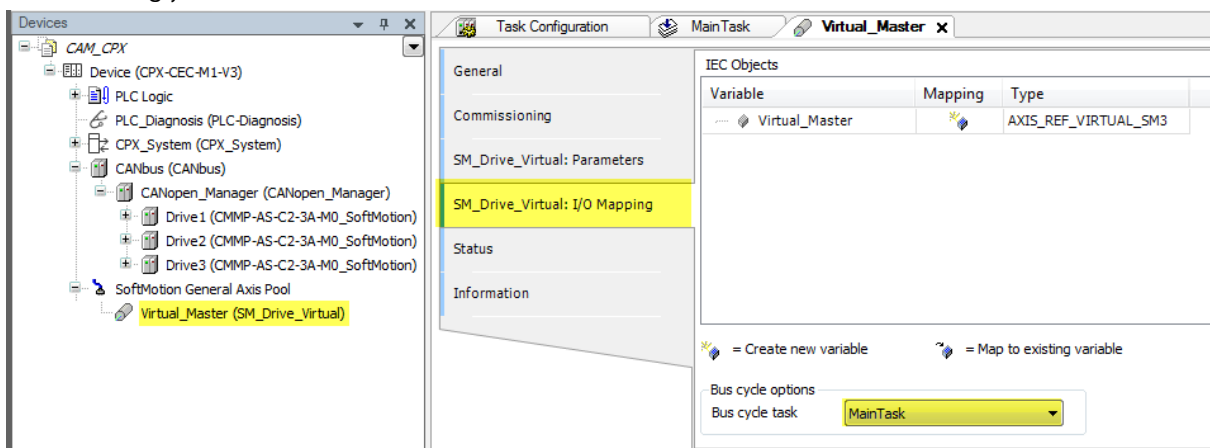 Devices
CAM_CPX
Device (CPX-CEC-M1-V3)
PLC Logic
PLC_Diagnosis (PLC-Diagnosis)
CPX_System (CPX_System)
CANbus (CANbus)
CANopen_Manager (CANopen_Manager)
Drive1 (CMMP-AS-C2-3A-M0_SoftMotion)
Drive2 (CMMP-AS-C2-3A-M0_SoftMotion)
Drive3 (CMMP-AS-C2-3A-M0_SoftMotion)
SoftMotion General Axis Pool
Virtual_Master (SM_Drive_Virtual)
Task Configuration MainTask Virtual_Master
General
Commissioning
SM_Drive_Virtual: Parameters
SM_Drive_Virtual: I/O Mapping
Status
Information
IEC Objects
Variable Mapping Type
Virtual_Master AXIS_REF_VIRTUAL_SM3
= Create new variable = Map to existing variable
Bus cycle options
Bus cycle task MainTask